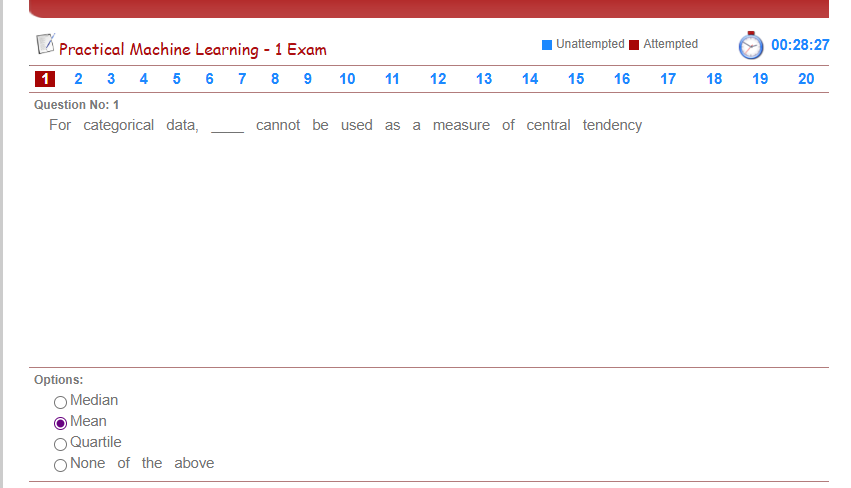 Practical Machine Learning - 1 Exam
Unattempted Attempted
00:28:27
1 2 3 4 5 6 7 8 9 10 11 12 13 14 15 16 17 18 19 20
Question No: 1
For categorical data, ____ cannot be used as a measure of central tendency
Options:
Median
Mean
Quartile
None of the above